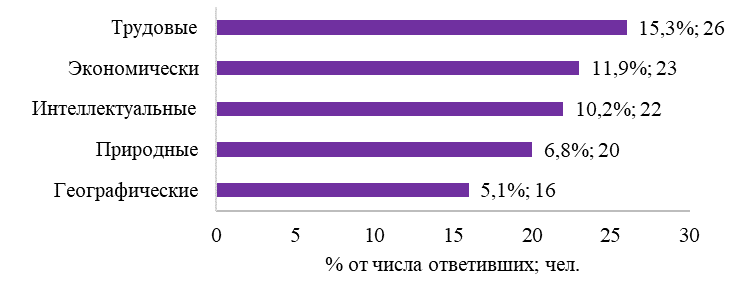 Трудовые 15,3%; 26
Экономически 11,9%; 23
Интеллектуальные 10,2%; 22
Природные 6,8%; 20
Географические 5,1%; 16
0 5 10 15 20 25 30
% от числа ответивших; чел.